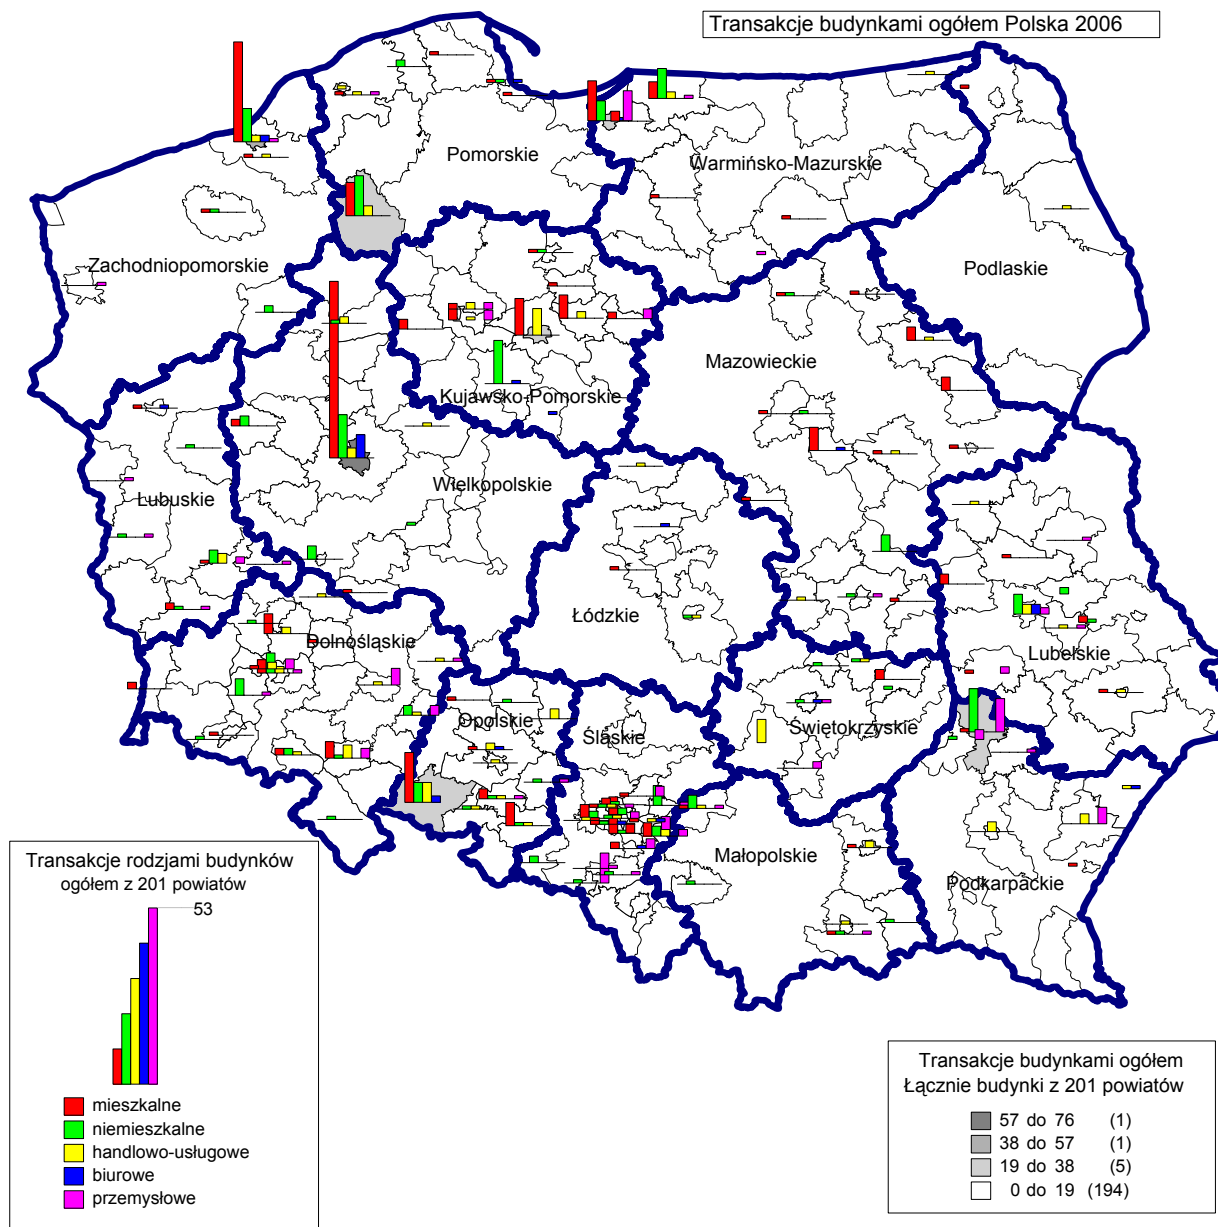 Transakcje budynkami ogółem Polska 2006
Pomorskie
Warmińsko-Mazurskie
Zachodniopomorskie
Podlaskie
Mazowieckie
Kujawsko-Pomorskie
Wielkopolskie
Lubuskie
Łódzkie
Dolnośląskie
Lubelskie
Opolskie
Śląskie
Świętokrzyskie
Małopolskie
Podkarpackie
Transakcje rodzjami budynków
ogółem z 201 powiatów
53
mieszkalne
niemieszkalne
handlowo-usługowe
biurowe
przemysłowe
Transakcje budynkami ogółem
Łącznie budynki z 201 powiatów
57 do 76 (1)
38 do 57 (1)
19 do 38 (5)
0 do 19 (194)